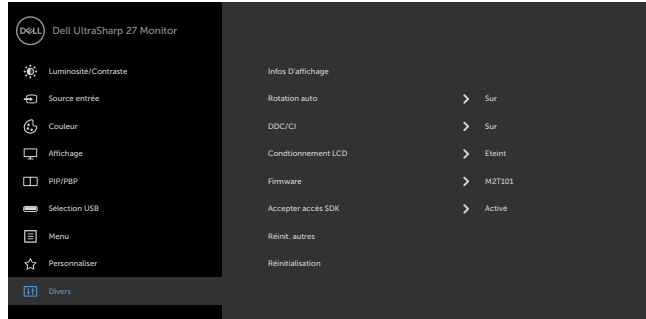 DELL Dell UltraSharp 27 Monitor
Luminosité/Contraste Infos D'affichage
Source entrée Rotation auto Sur
Couleur DDC/CI Sur
Affichage Condtionnement LCD Eteint
PIP/PBP Firmware M2T101
Sélection USB Accepter accès SDK Activé
Menu Réinit. autres
Personnaliser Réinitialisation
Divers